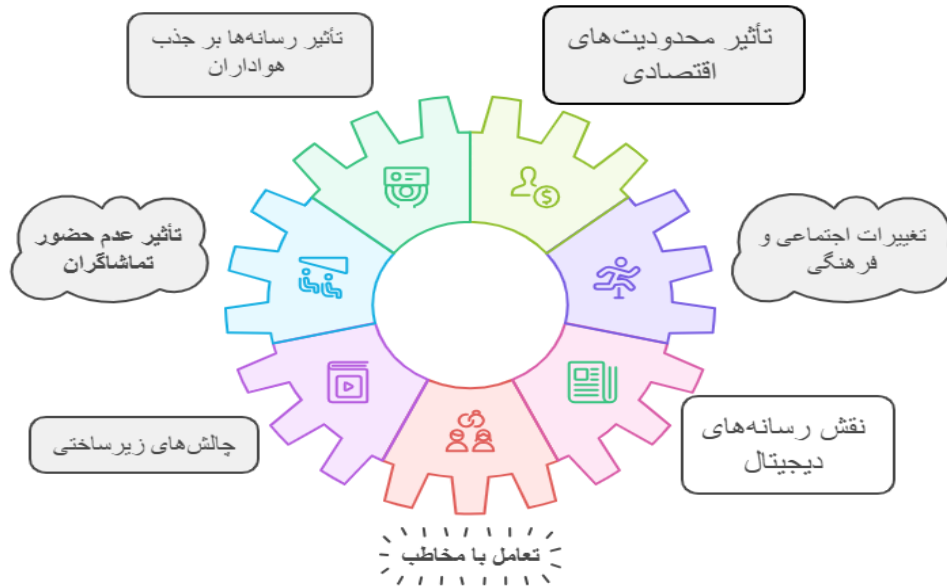 تأثیر محدودیت‌های
اقتصادی
تأثیر رسانه‌ها بر جذب
هواداران
تغییرات اجتماعی و
فرهنگی
تأثیر عدم حضور
تماشاگران
نقش رسانه‌های
دیجیتال
چالش‌های زیرساختی
تعامل با مخاطب